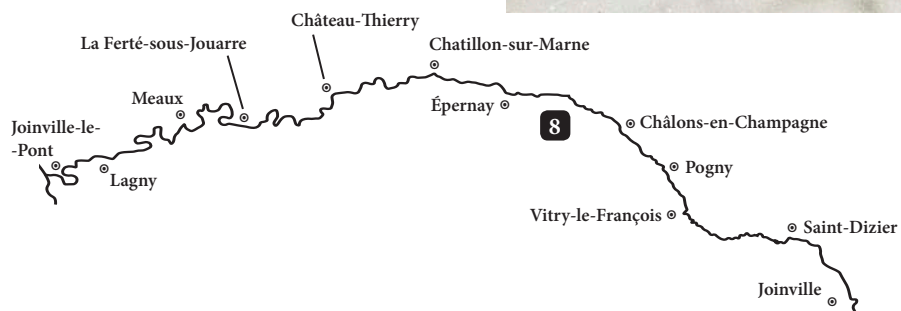 Château-Thierry
La Ferté-sous-Jouarre
Chatillon-sur-Marne
Meaux
Épernay
8
Châlons-en-Champagne
Joinville-le-
-Pont
Lagny
Pogny
Vitry-le-François
Saint-Dizier
Joinville